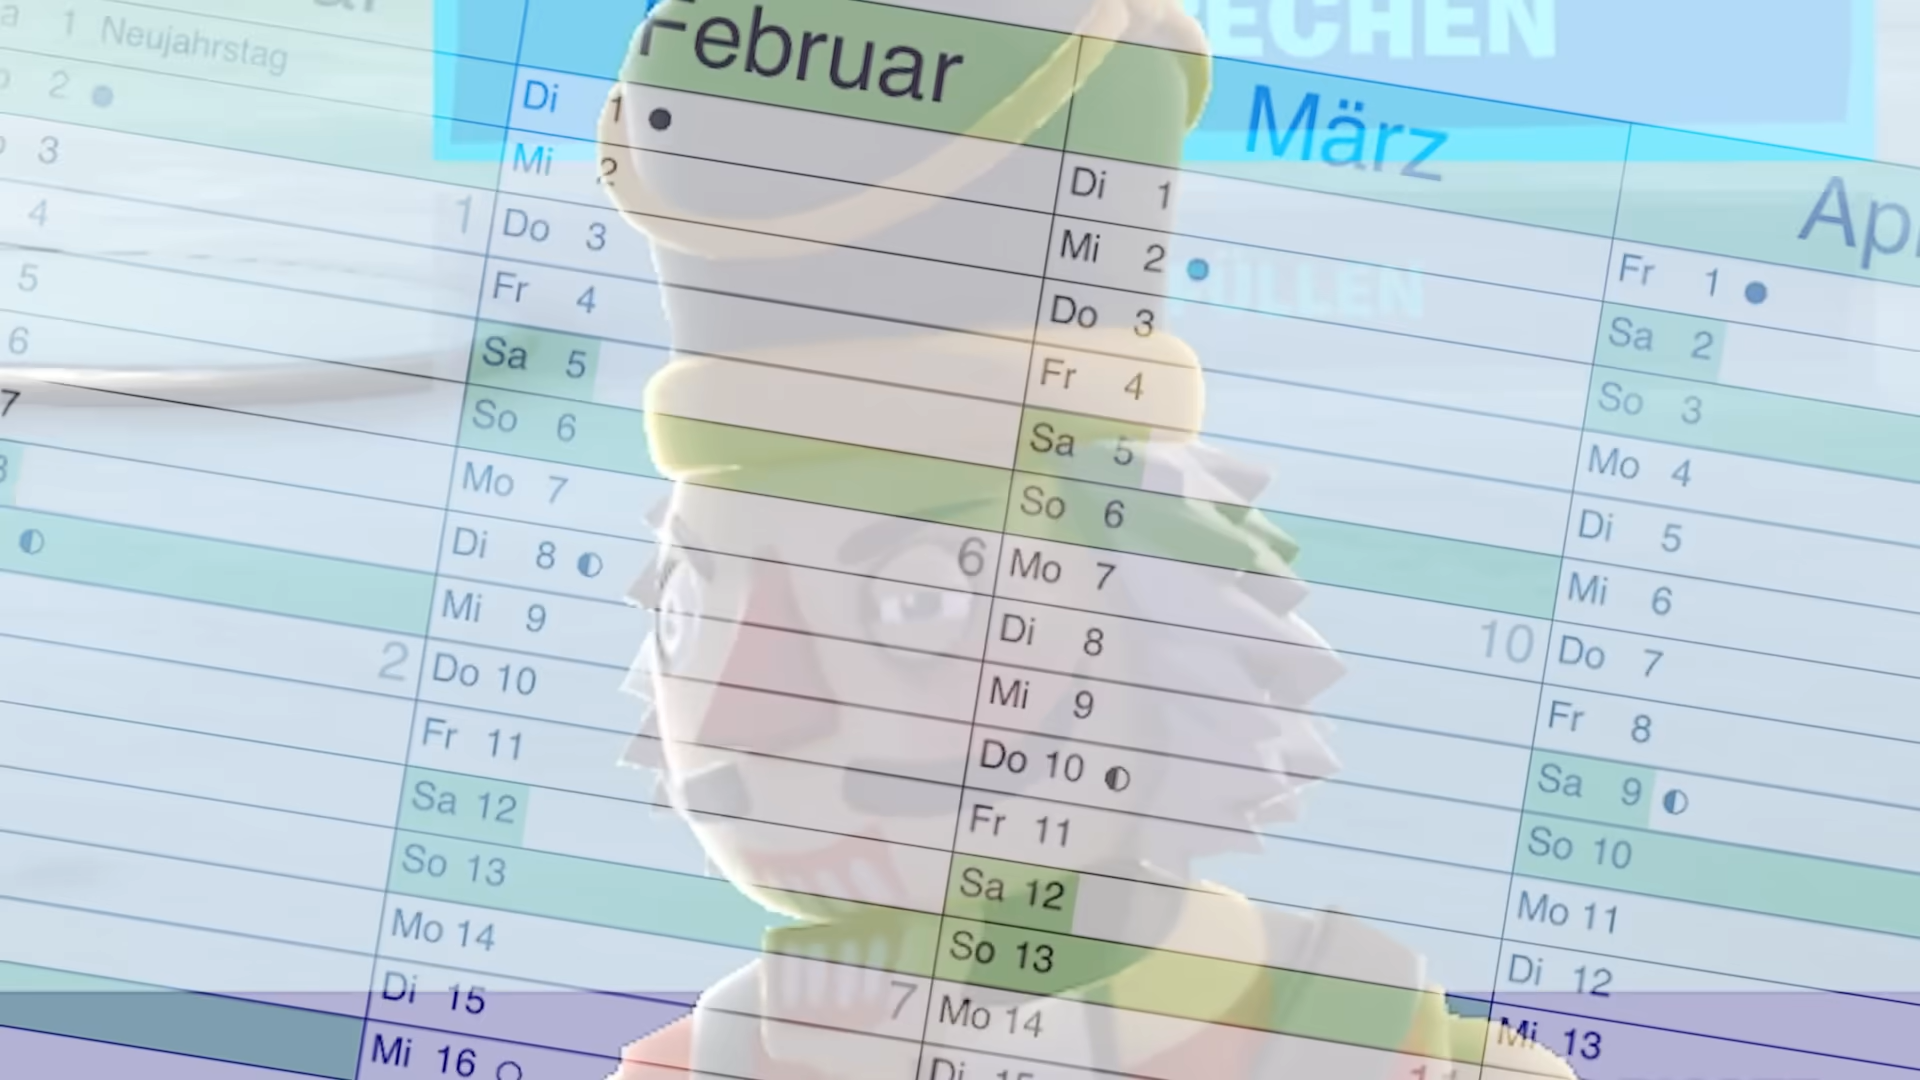 ECHEN
Februar
März
Ap
1 Neujahrstag
2
3
4
1
5
6
7
2
Di 1
Mi 2
Do 3
Fr 4
Sa 5
So 6
Mo 7
6
Di 8
Mi 9
Do 10
Fr 11
Sa 12
So 13
Mo 14
7
Di 15
Mi 16
Di 1
Mi 2
Do 3
Fr 4
Sa 5
So 6
Mo 7
10
Di 8
Mi 9
Do 10
Fr 11
Sa 12
So 13
Mo 14
Di 15
ÜLLEN
Fr 1
Sa 2
So 3
Mo 4
Di 5
Mi 6
Do 7
Fr 8
Sa 9
So 10
Mo 11
Di 12
Mi 13